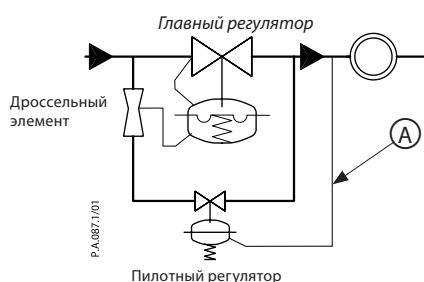 Главный регулятор
Дроссельный
элемент
A
P.A.087.1/01
Пилотный регулятор